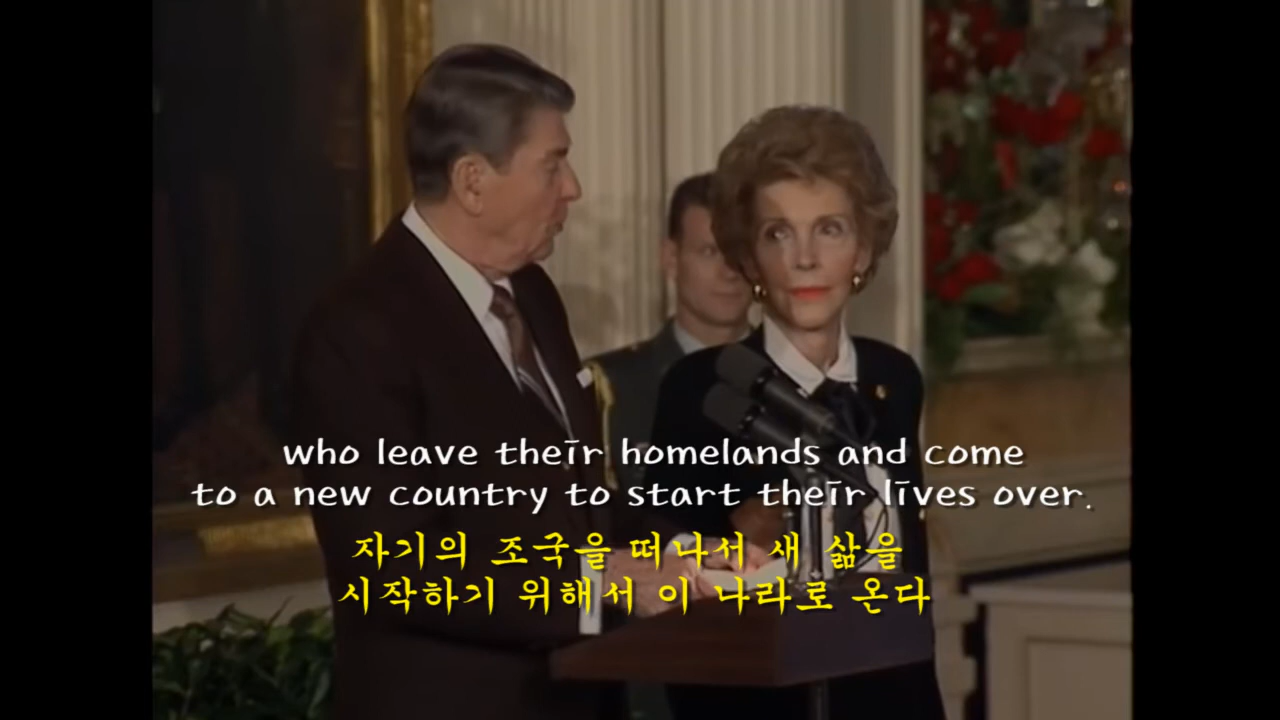 who leave their homelands and come
to a new country to start their lives over.
자기의 조국을 떠나서 새 삶을
시작하기 위해서 이 나라로 온다